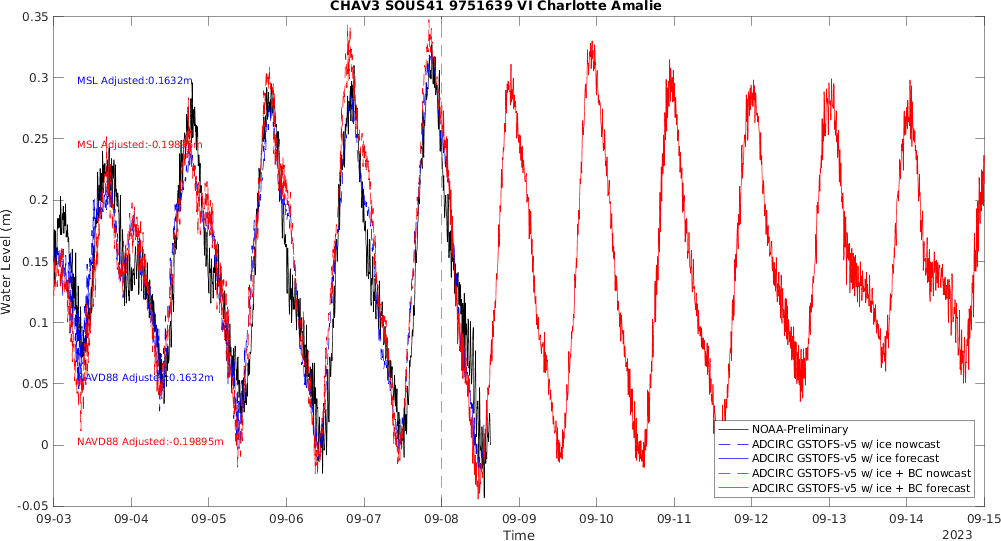 CHAV3 SOUS41 9751639 VI Charlotte Amalie
Water Level (m)
0.35
0.3
0.25
0.2
0.15
0.1
0.05
0
-0.05
MSL Adjusted:0.1632m
MSL Adjusted:-0.19895m
NAVD88 Adjusted:0.1632m
NAVD88 Adjusted:-0.19895m
NOAA-Preliminary
ADCIRC GSTOFS-v5 w/ ice nowcast
ADCIRC GSTOFS-v5 w/ ice forecast
ADCIRC GSTOFS-v5 w/ ice + BC nowcast
ADCIRC GSTOFS-v5 w/ ice + BC forecast
09-03 09-04 09-05 09-06 09-07 09-08 09-09 09-10 09-11 09-12 09-13 09-14 09-15
Time
2023